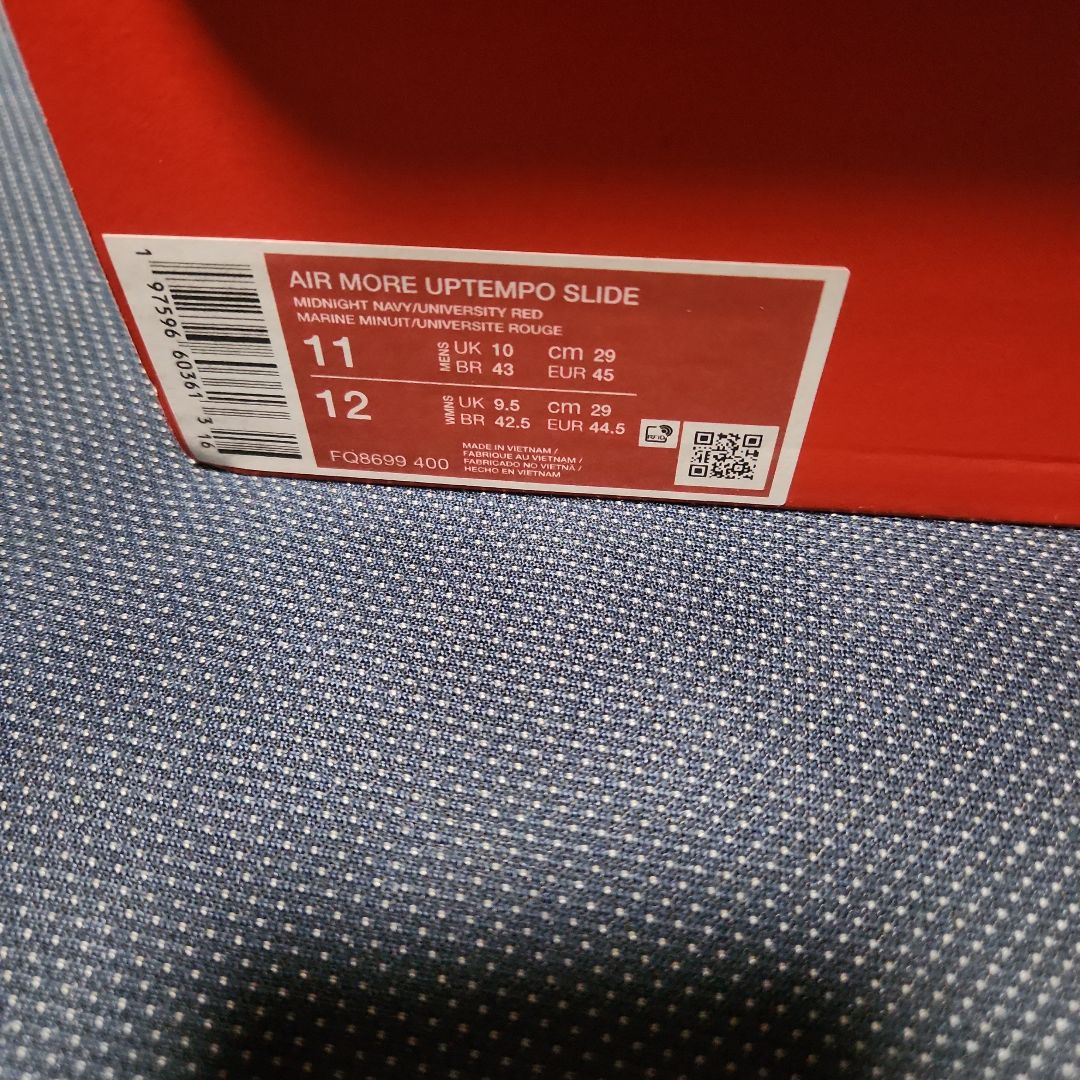 1 97596 60361 3 16
AIR MORE UPTEMPO SLIDE
MIDNIGHT NAVY/UNIVERSITY RED
MARINE MINUIT/UNIVERSITE ROUGE
11 MENS UK 10 cm 29
BR 43 EUR 45
12 WMNS UK 9.5 cm 29
BR 42.5 EUR 44.5
FQ8699 400
MADE IN VIETNAM /
FABRIQUE AU VIETNAM /
FABRICADO NO VIETNÃ /
HECHO EN VIETNAM
RFID